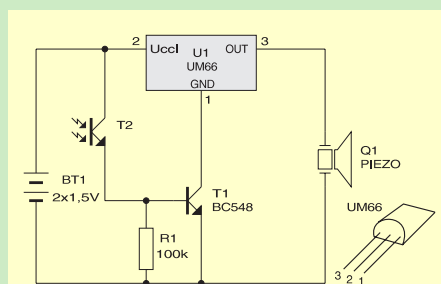 2
Uccl
U1
OUT
3
UM66
GND
1
T2
T1
BC548
BT1
2x1,5V
R1
100k
Q1
PIEZO
UM66
3
2
1